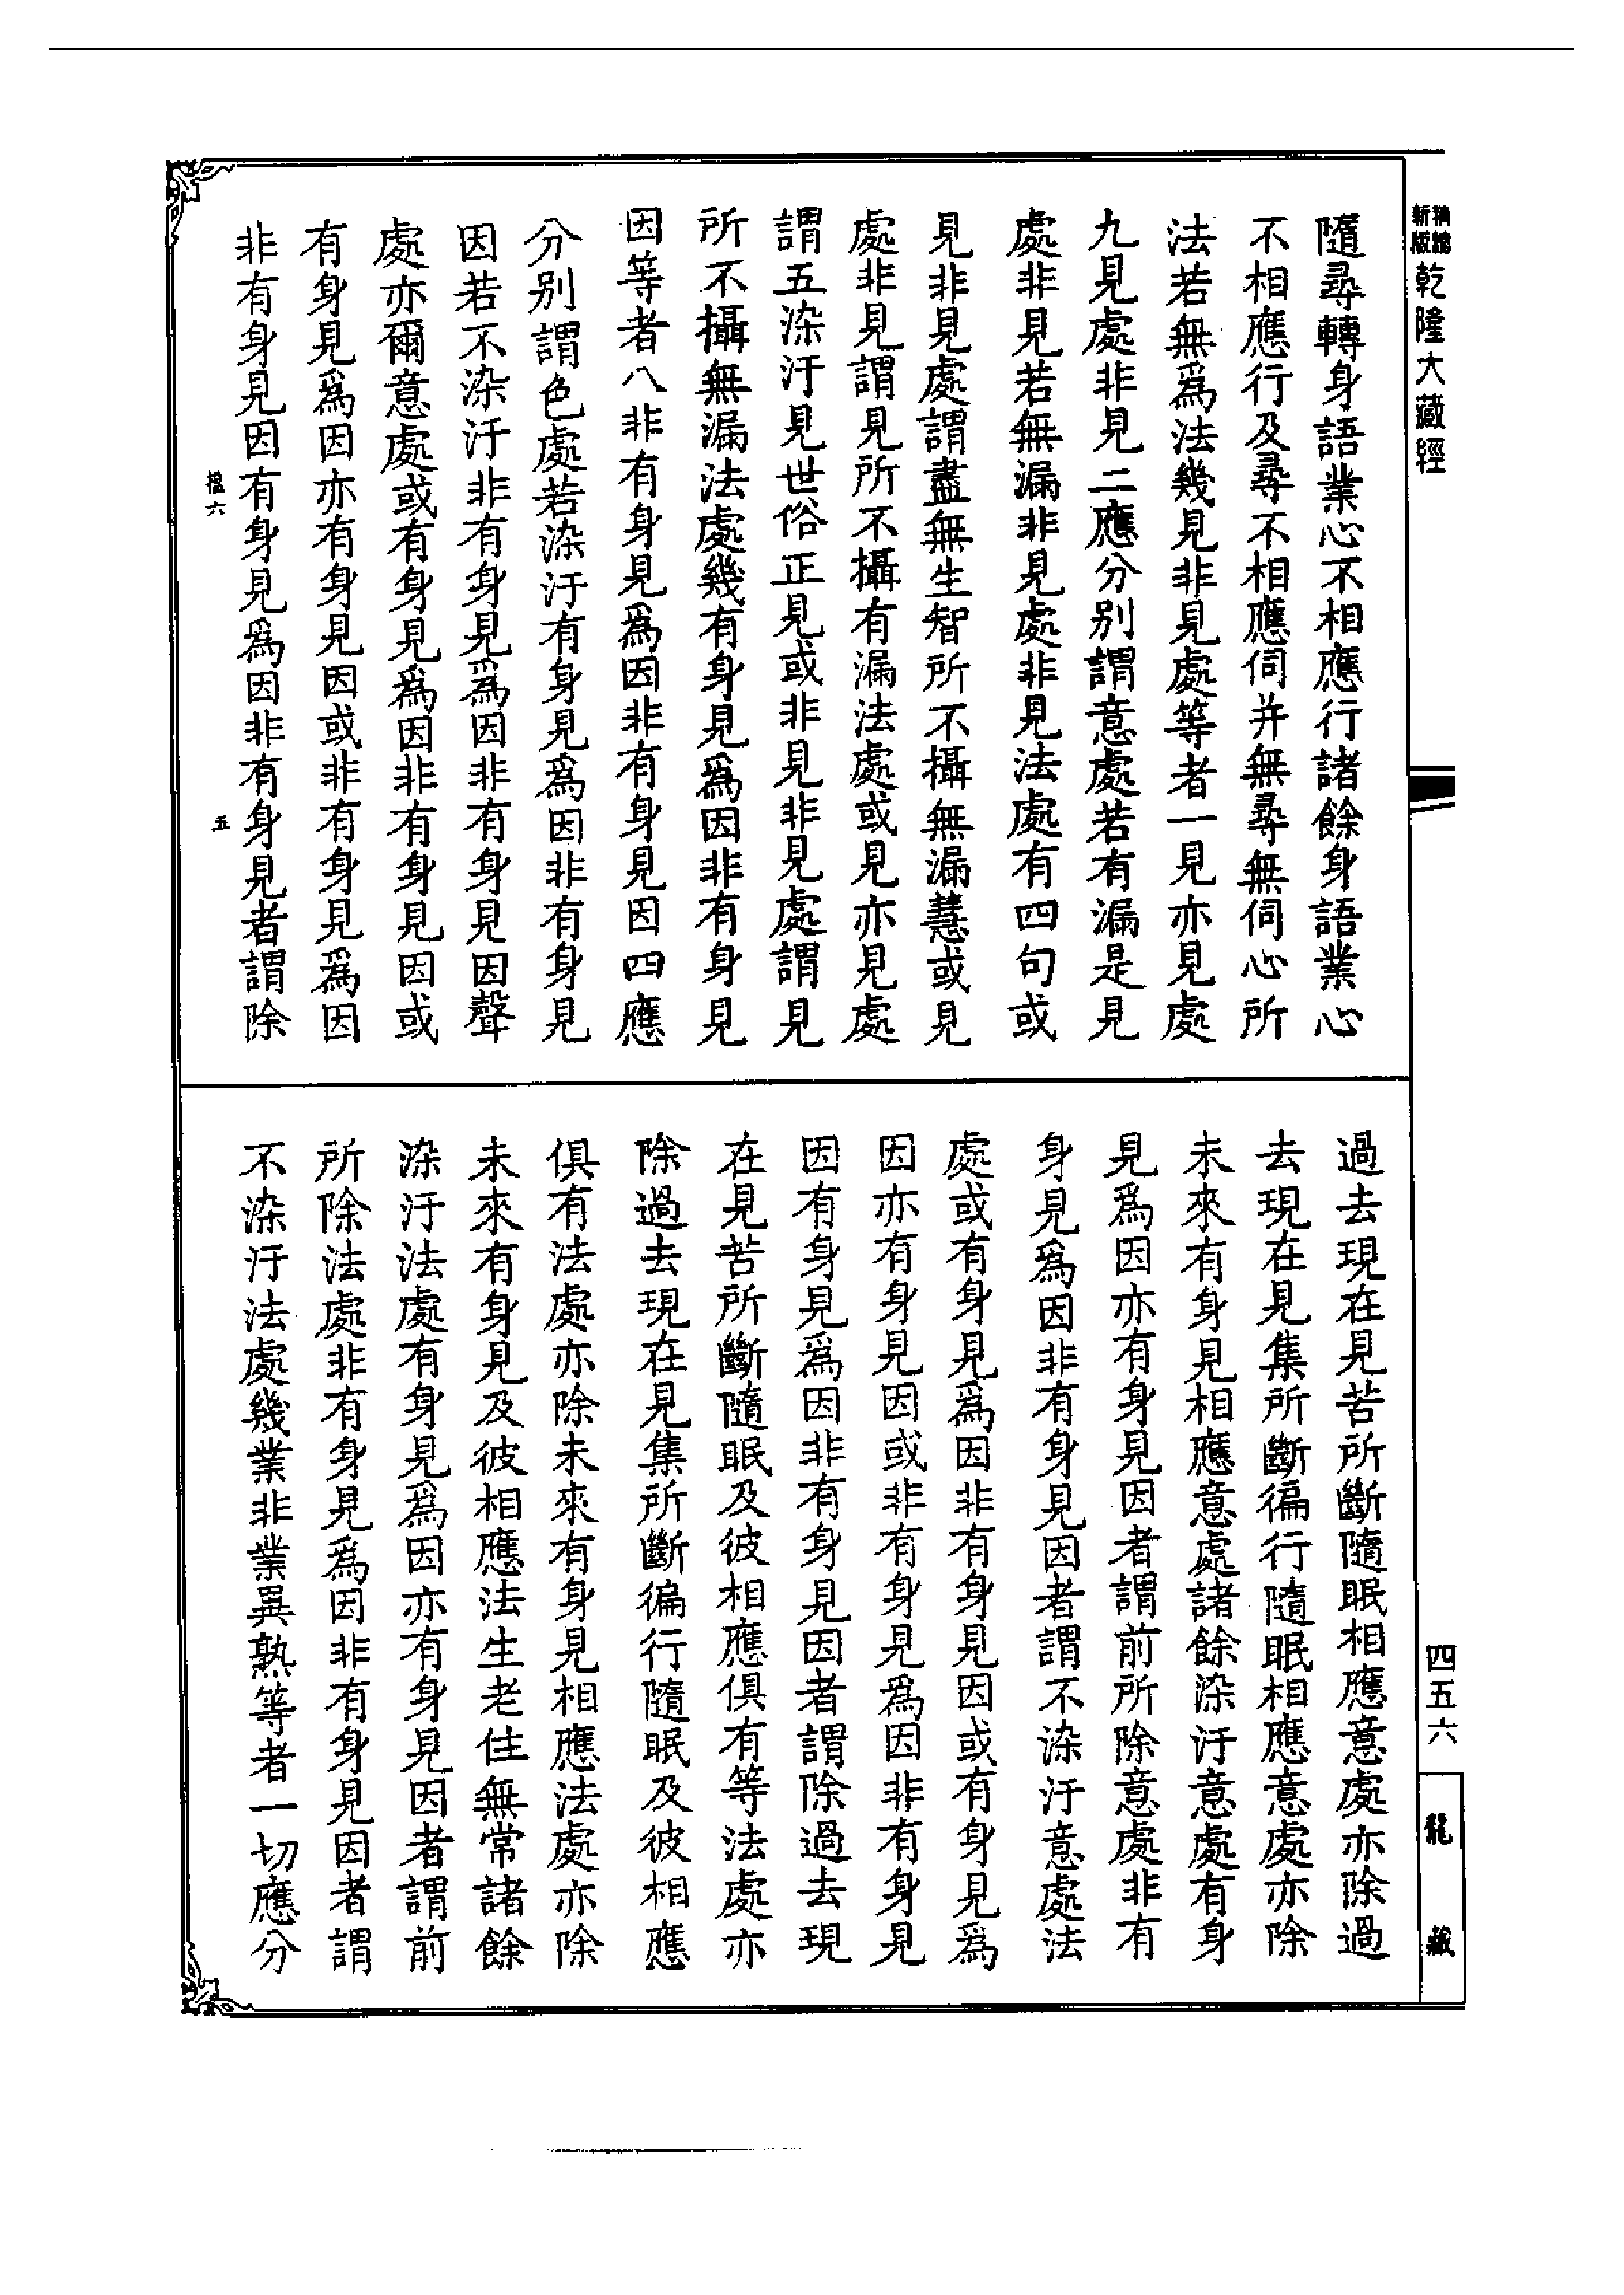 新版
乾隆大藏經
隨尋轉身語業心不相應行諸餘身語業心
不相應行及尋不相應伺并無尋無伺心所
法若無爲法幾見非見處等者一見亦見處
九見處非見二應分別謂意處若有漏是見
處非見若無漏非見處非見法處有四句或
見非見處謂盡無生智所不攝無漏慧或見
處非見謂見所不攝有漏法處或見亦見處
謂五染汙見世俗正見或非見非見處謂見
所不攝無漏法處幾有身見爲因非有身見
因等者八非有身見爲因非有身見因四應
分別謂色處若染汙有身見爲因非有身見
因若不染汙非有身見爲因非有身見因聲
處亦爾意處或有身見爲因非有身見因或
有身見爲因亦有身見因或非有身見爲因
非有身見因有身見爲因非有身見者謂除
六
五
過去現在見苦所斷隨眠相應意處亦除過
去現在見集所斷徧行隨眠相應意處亦除
未來有身見相應意處諸餘染汙意處有身
見爲因亦有身見因者謂前所除意處非有
身見爲因非有身見因者謂不染汙意處法
處或有身見爲因非有身見因或有身見爲
因亦有身見因或非有身見爲因非有身見
因有身見爲因非有身見因者謂除過去現
在見苦所斷隨眠及彼相應俱有等法處亦
除過去現在見集所斷徧行隨眠及彼相應
俱有法處亦除未來有身見相應法處亦除
未來有身見及彼相應法生老住無常諸餘
染汙法處有身見爲因亦有身見因者謂前
所除法處非有身見爲因非有身見因者謂
不染汙法處幾業非業異熟等者一切應分
四五六
龍藏